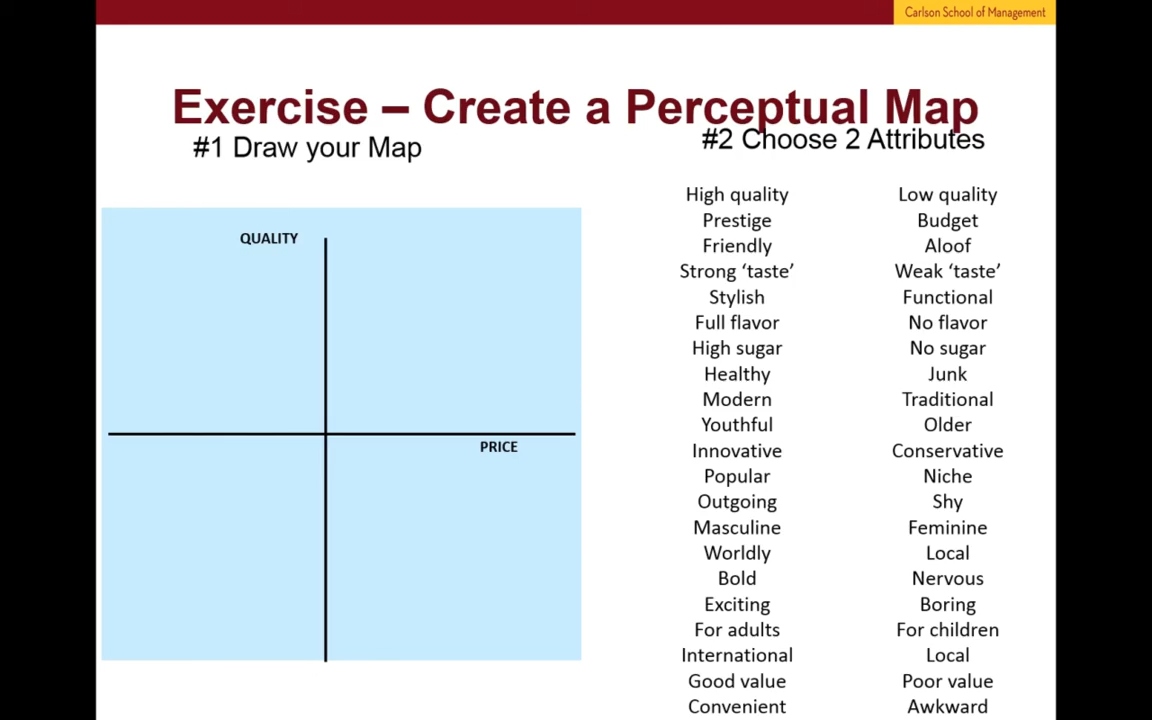 Carlson School of Management
Exercise – Create a Perceptual Map
#1 Draw your Map
#2 Choose 2 Attributes
QUALITY
PRICE
High quality Low quality
Prestige Budget
Friendly Aloof
Strong ‘taste’ Weak ‘taste’
Stylish Functional
Full flavor No flavor
High sugar No sugar
Healthy Junk
Modern Traditional
Youthful Older
Innovative Conservative
Popular Niche
Outgoing Shy
Masculine Feminine
Worldly Local
Bold Nervous
Exciting Boring
For adults For children
International Local
Good value Poor value
Convenient Awkward